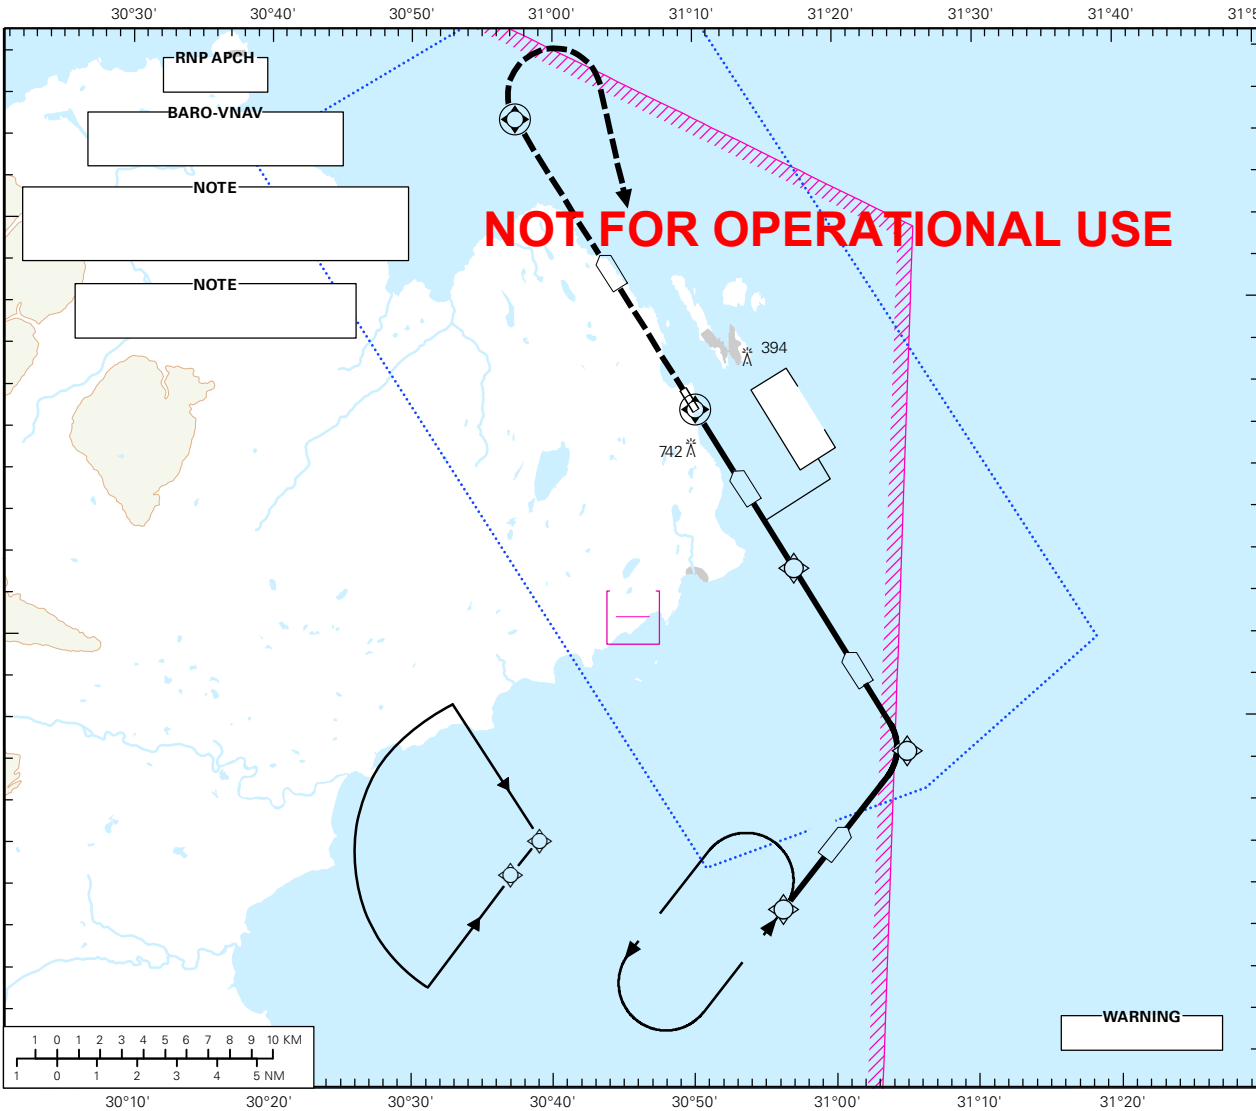 30°30' 30°40' 30°50' 31°00' 31°10' 31°20' 31°30' 31°40'
RNP APCH
BARO-VNAV
NOTE
NOT FOR OPERATIONAL USE
NOTE
394
742
WARNING
1 0 1 2 3 4 5 6 7 8 9 10 KM
1 0 1 2 3 4 5 NM
30°10' 30°20' 30°30' 30°40' 30°50' 31°00' 31°10' 31°20'